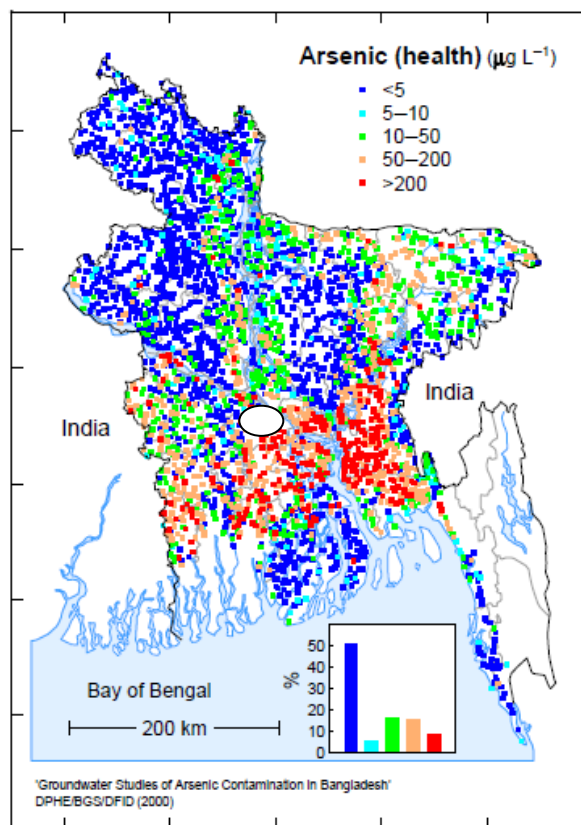 Arsenic (health) (µg L⁻¹)
<5
5–10
10–50
50–200
>200
India
India
Bay of Bengal
200 km
%
50
40
30
20
10
0
'Groundwater Studies of Arsenic Contamination in Bangladesh'
DPHE/BGS/DFID (2000)